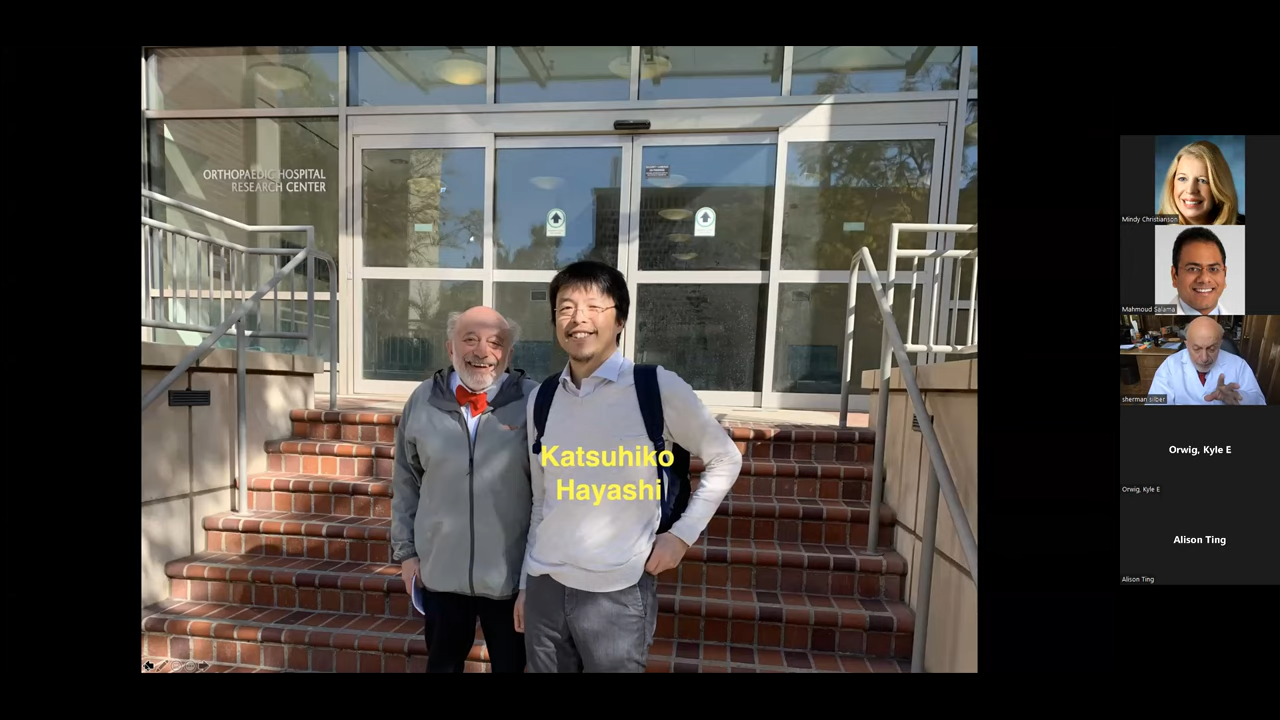 ORTHOPAEDIC HOSPITAL
RESEARCH CENTER
Katsuhiko
Hayashi
Mindy Christianson
Mahmoud Salama
sherman silber
Orwig, Kyle E
Orwig, Kyle E
Alison Ting
Alison Ting